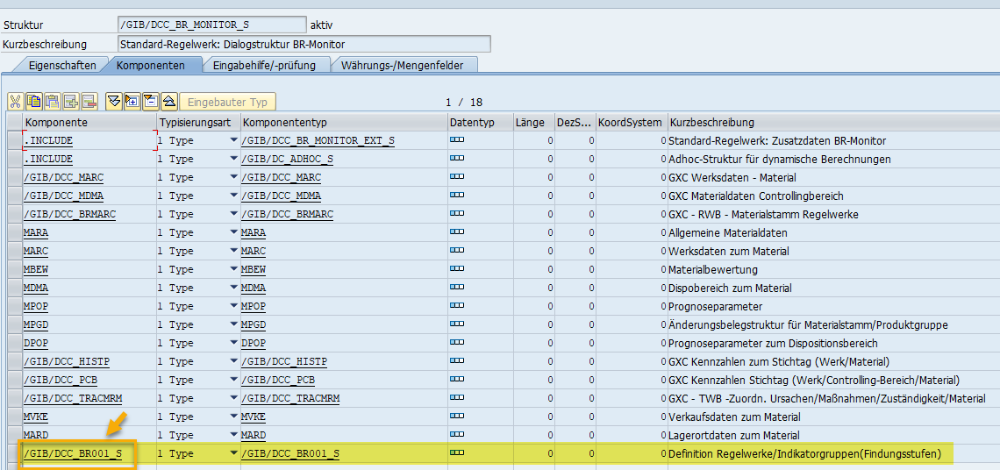 Struktur /GIB/DCC_BR_MONITOR_S aktiv
Kurzbeschreibung Standard-Regelwerk: Dialogstruktur BR-Monitor
Eigenschaften Komponenten Eingabehilfe/-prüfung Währungs-/Mengenfelder
Eingebauter Typ 1 / 18
Komponente Typisierungsart Komponententyp Datentyp Länge DezS... KoordSystem Kurzbeschreibung
.INCLUDE 1 Type /GIB/DCC_BR_MONITOR_EXT_S 0 0 0 Standard-Regelwerk: Zusatzdaten BR-Monitor
.INCLUDE 1 Type /GIB/DC_ADHOC_S 0 0 0 Adhoc-Struktur für dynamische Berechnungen
/GIB/DCC_MARC 1 Type /GIB/DCC_MARC 0 0 0 GXC Werksdaten - Material
/GIB/DCC_MDMA 1 Type /GIB/DCC_MDMA 0 0 0 GXC Materialdaten Controllingbereich
/GIB/DCC_BRMARC 1 Type /GIB/DCC_BRMARC 0 0 0 GXC - RWB - Materialstamm Regelwerke
MARA 1 Type MARA 0 0 0 Allgemeine Materialdaten
MARC 1 Type MARC 0 0 0 Werksdaten zum Material
MBEW 1 Type MBEW 0 0 0 Materialbewertung
MDMA 1 Type MDMA 0 0 0 Dispobereich zum Material
MPOP 1 Type MPOP 0 0 0 Prognoseparameter
MPGD 1 Type MPGD 0 0 0 Änderungsbelegstruktur für Materialstamm/Produktgruppe
DPOP 1 Type DPOP 0 0 0 Prognoseparameter zum Dispositionsbereich
/GIB/DCC_HISTP 1 Type /GIB/DCC_HISTP 0 0 0 GXC Kennzahlen zum Stichtag (Werk/Material)
/GIB/DCC_PCB 1 Type /GIB/DCC_PCB 0 0 0 GXC Kennzahlen Stichtag (Werk/Controlling-Bereich/Material)
/GIB/DCC_TRACMRM 1 Type /GIB/DCC_TRACMRM 0 0 0 GXC - TWB -Zuordn. Ursachen/Maßnahmen/Zuständigkeit/Material
MVKE 1 Type MVKE 0 0 0 Verkaufsdaten zum Material
MARD 1 Type MARD 0 0 0 Lagerortdaten zum Material
/GIB/DCC_BR001_S 1 Type /GIB/DCC_BR001_S 0 0 0 Definition Regelwerke/Indikatorgruppen(Findungsstufen)